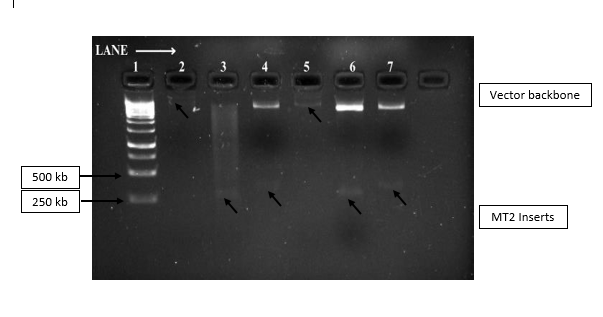 LANE
1 2 3 4 5 6 7
Vector backbone
500 kb
250 kb
MT2 Inserts